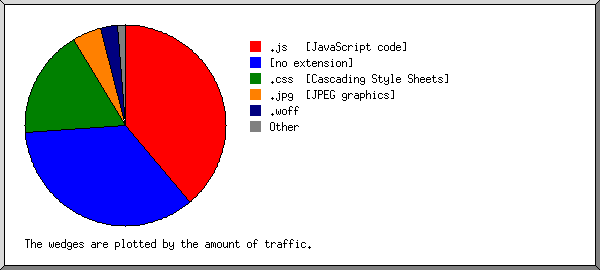 .js   [JavaScript code]
[no extension]
.css  [Cascading Style Sheets]
.jpg  [JPEG graphics]
.woff
Other
The wedges are plotted by the amount of traffic.